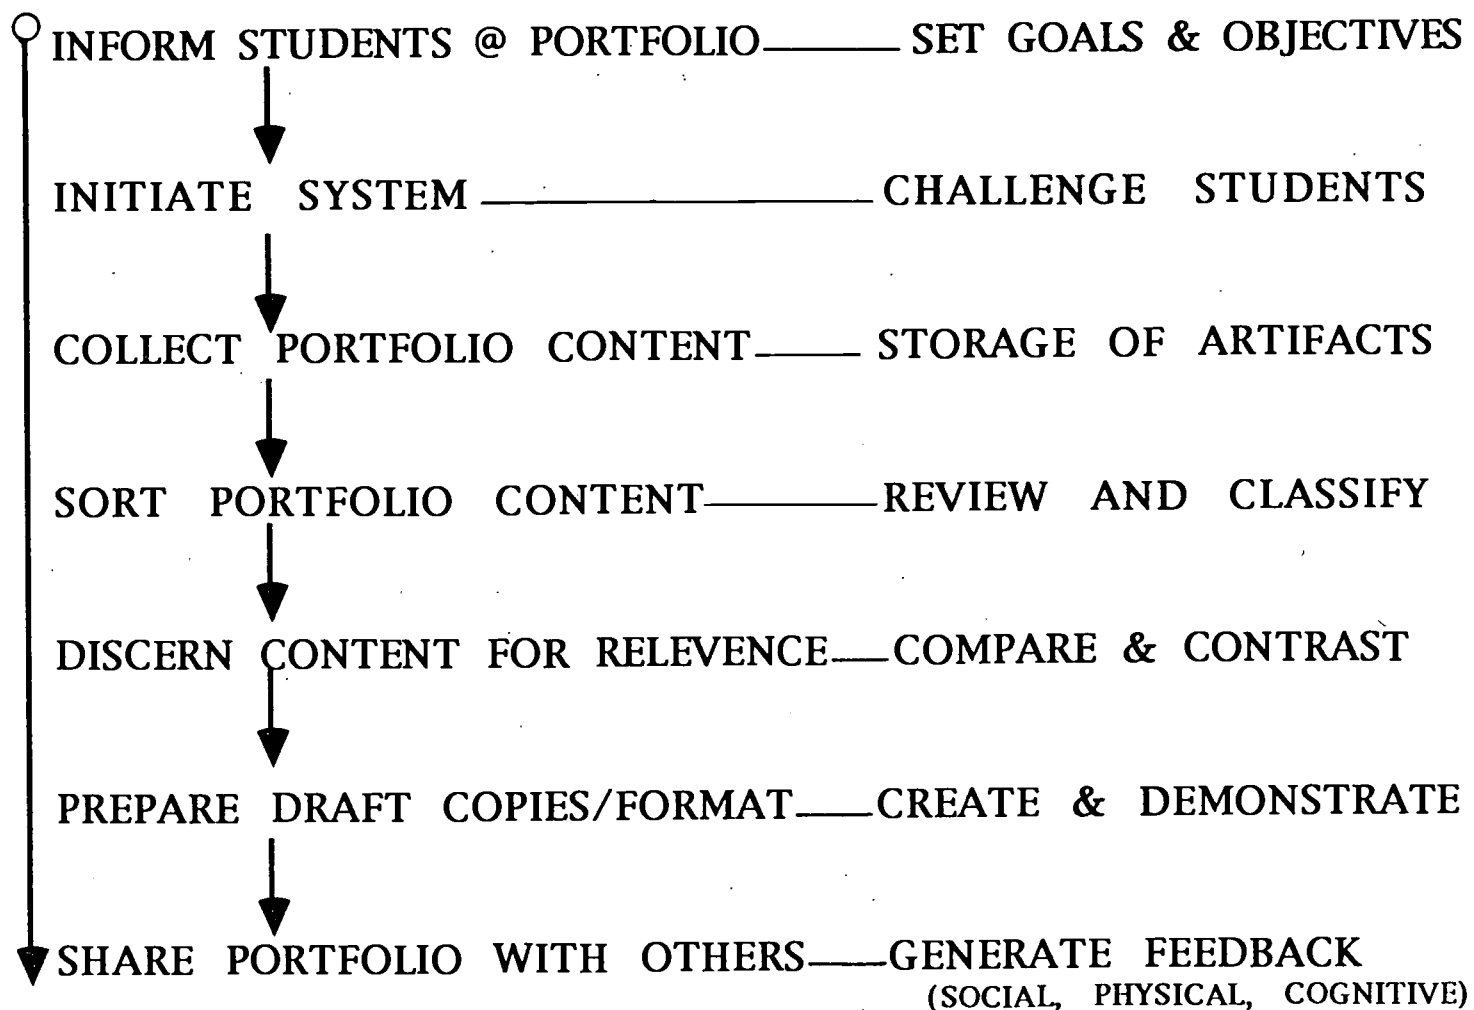 INFORM STUDENTS @ PORTFOLIO SET GOALS & OBJECTIVES
INITIATE SYSTEM CHALLENGE STUDENTS
COLLECT PORTFOLIO CONTENT STORAGE OF ARTIFACTS
SORT PORTFOLIO CONTENT REVIEW AND CLASSIFY
DISCERN CONTENT FOR RELEVENCE COMPARE & CONTRAST
PREPARE DRAFT COPIES/FORMAT CREATE & DEMONSTRATE
SHARE PORTFOLIO WITH OTHERS GENERATE FEEDBACK
(SOCIAL, PHYSICAL, COGNITIVE)